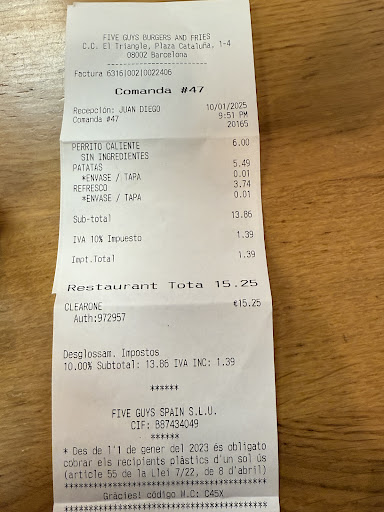 FIVE GUYS BURGERS AND FRIES
C.C. El Triangle, Plaza Cataluña, 1-4
08002 Barcelona
Factura 6316|002|0022406
Comanda #47
Recepción: JUAN DIEGO 10/01/2025
Comanda #47 9:51 PM
20165
PERRITO CALIENTE 6.00
SIN INGREDIENTES
PATATAS 5.49
*ENVASE / TAPA 0.01
REFRESCO 3.74
*ENVASE / TAPA 0.01
Sub-total 13.86
IVA 10% Impuesto 1.39
Impt.Total 1.39
Restaurant Tota 15.25
CLEARONE €15.25
Auth:972957
Desglossam. Impostos
10.00% Subtotal: 13.86 IVA INC: 1.39
******
FIVE GUYS SPAIN S.L.U.
CIF: B87434049
******
* Des de l'1 de gener del 2023 és obligato
cobrar els recipients plàstics d'un sol ús
(article 55 de la Llei 7/22, de 8 d'abril)
Gràcies! código H.C: C45X